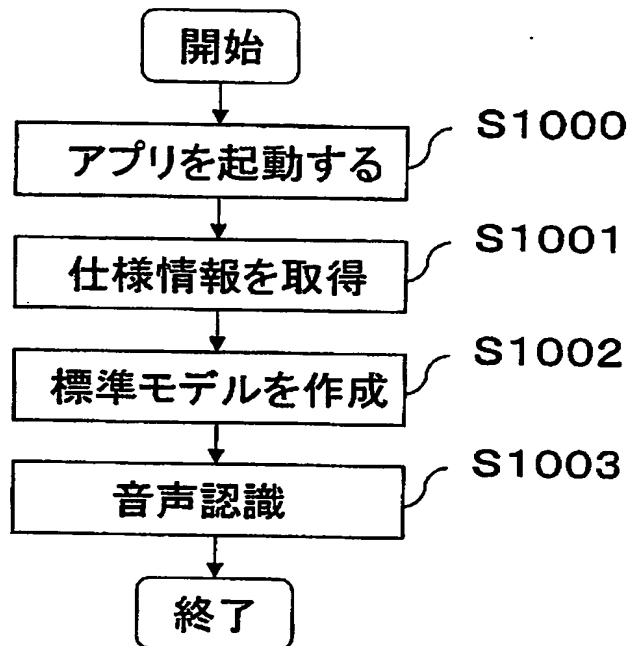 開始
アプリを起動する
S1000
仕様情報を取得
S1001
標準モデルを作成
S1002
音声認識
S1003
終了